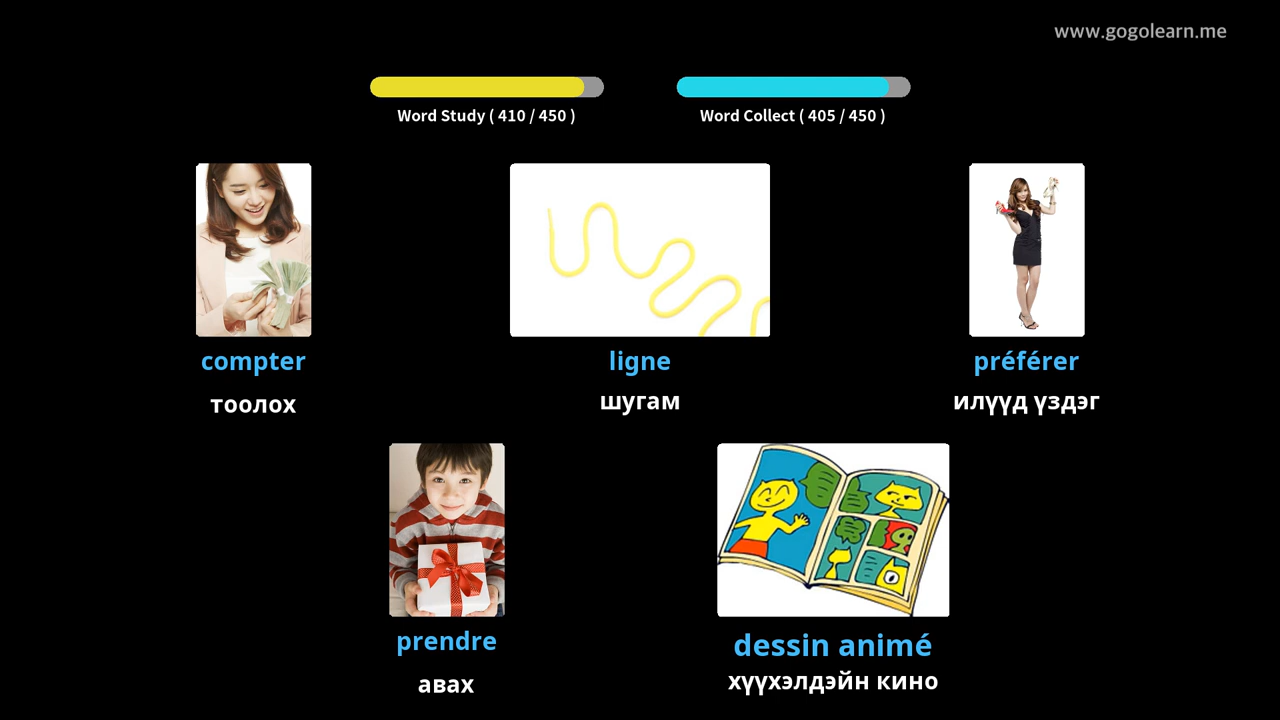 www.gogolearn.me
Word Study ( 410 / 450 )
Word Collect ( 405 / 450 )
compter
ligne
préférer
тоолох
шугам
илүүд үздэг
prendre
dessin animé
авах
хүүхэлдэйн кино